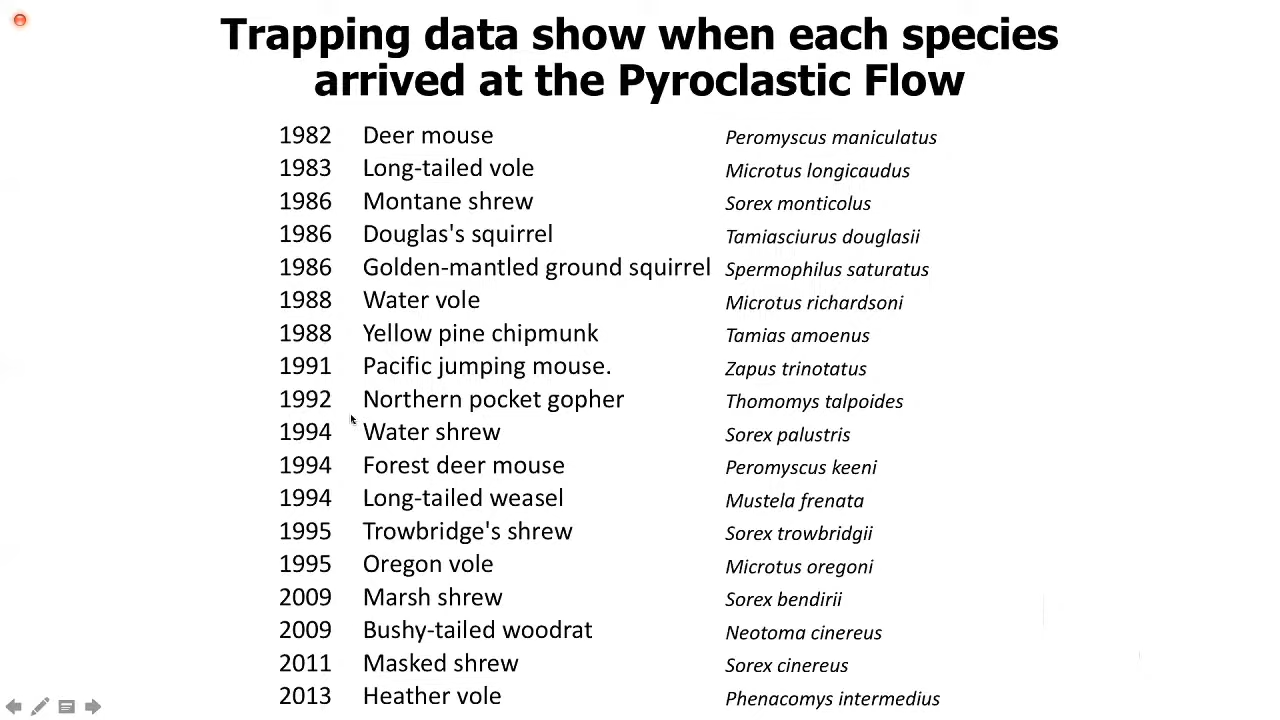 Trapping data show when each species
arrived at the Pyroclastic Flow
1982 Deer mouse Peromyscus maniculatus
1983 Long-tailed vole Microtus longicaudus
1986 Montane shrew Sorex monticolus
1986 Douglas's squirrel Tamiasciurus douglasii
1986 Golden-mantled ground squirrel Spermophilus saturatus
1988 Water vole Microtus richardsoni
1988 Yellow pine chipmunk Tamias amoenus
1991 Pacific jumping mouse. Zapus trinotatus
1992 Northern pocket gopher Thomomys talpoides
1994 Water shrew Sorex palustris
1994 Forest deer mouse Peromyscus keeni
1994 Long-tailed weasel Mustela frenata
1995 Trowbridge's shrew Sorex trowbridgii
1995 Oregon vole Microtus oregoni
2009 Marsh shrew Sorex bendirii
2009 Bushy-tailed woodrat Neotoma cinereus
2011 Masked shrew Sorex cinereus
2013 Heather vole Phenacomys intermedius